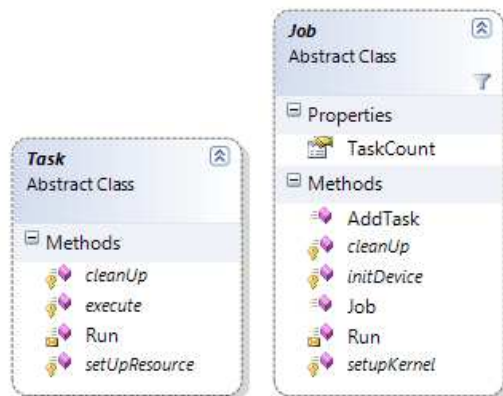 Task
Abstract Class
Methods
cleanUp
execute
Run
setUpResource
Job
Abstract Class
Properties
TaskCount
Methods
AddTask
cleanUp
initDevice
Job
Run
setupKernel